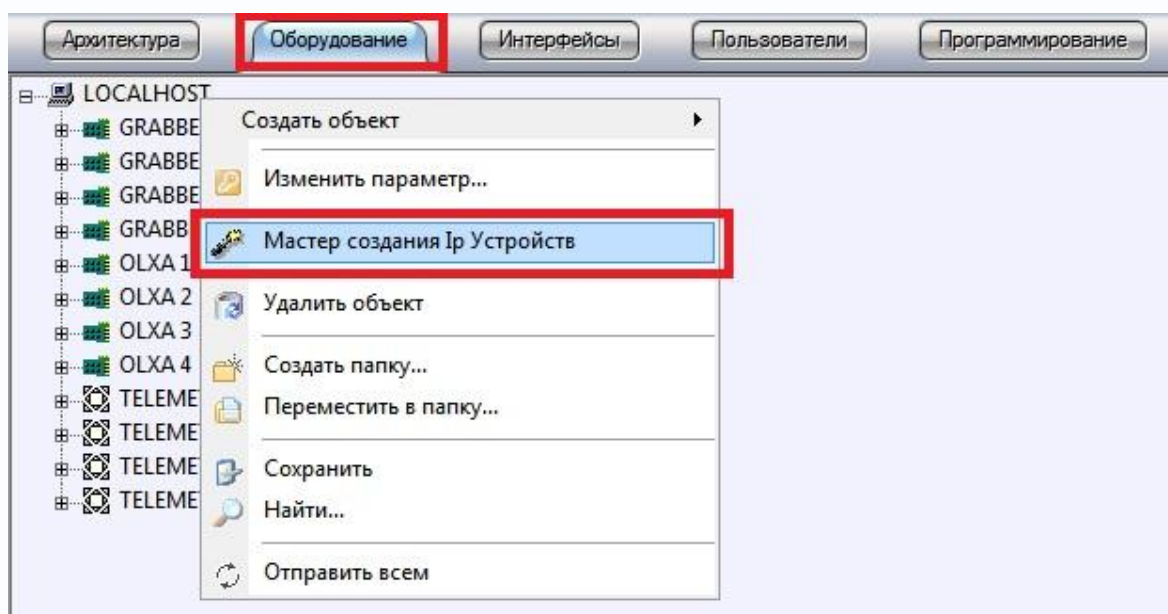 Архитектура Оборудование Интерфейсы Пользователи Программирование
LOCALHOST
Создать объект
GRABBE
GRABBE
Изменить параметр...
GRABBE
GRABB
Мастер создания Ip Устройств
OLXA 1
OLXA 2
Удалить объект
OLXA 3
OLXA 4
Создать папку...
TELEME
Переместить в папку...
TELEME
TELEME
Сохранить
TELEME
Найти...
Отправить всем